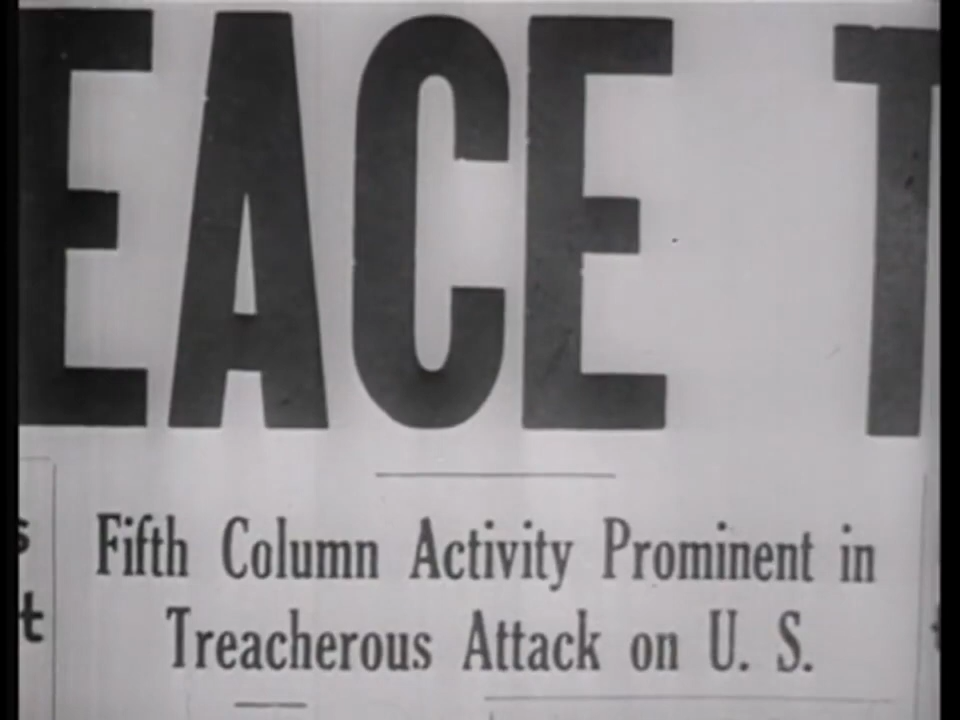 EACE T
Fifth Column Activity Prominent in
Treacherous Attack on U. S.
s
t